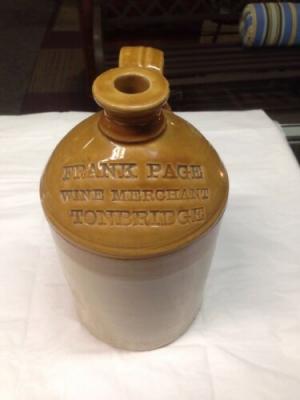 FRANK PAGE
WINE MERCHANT
TONBRIDGE